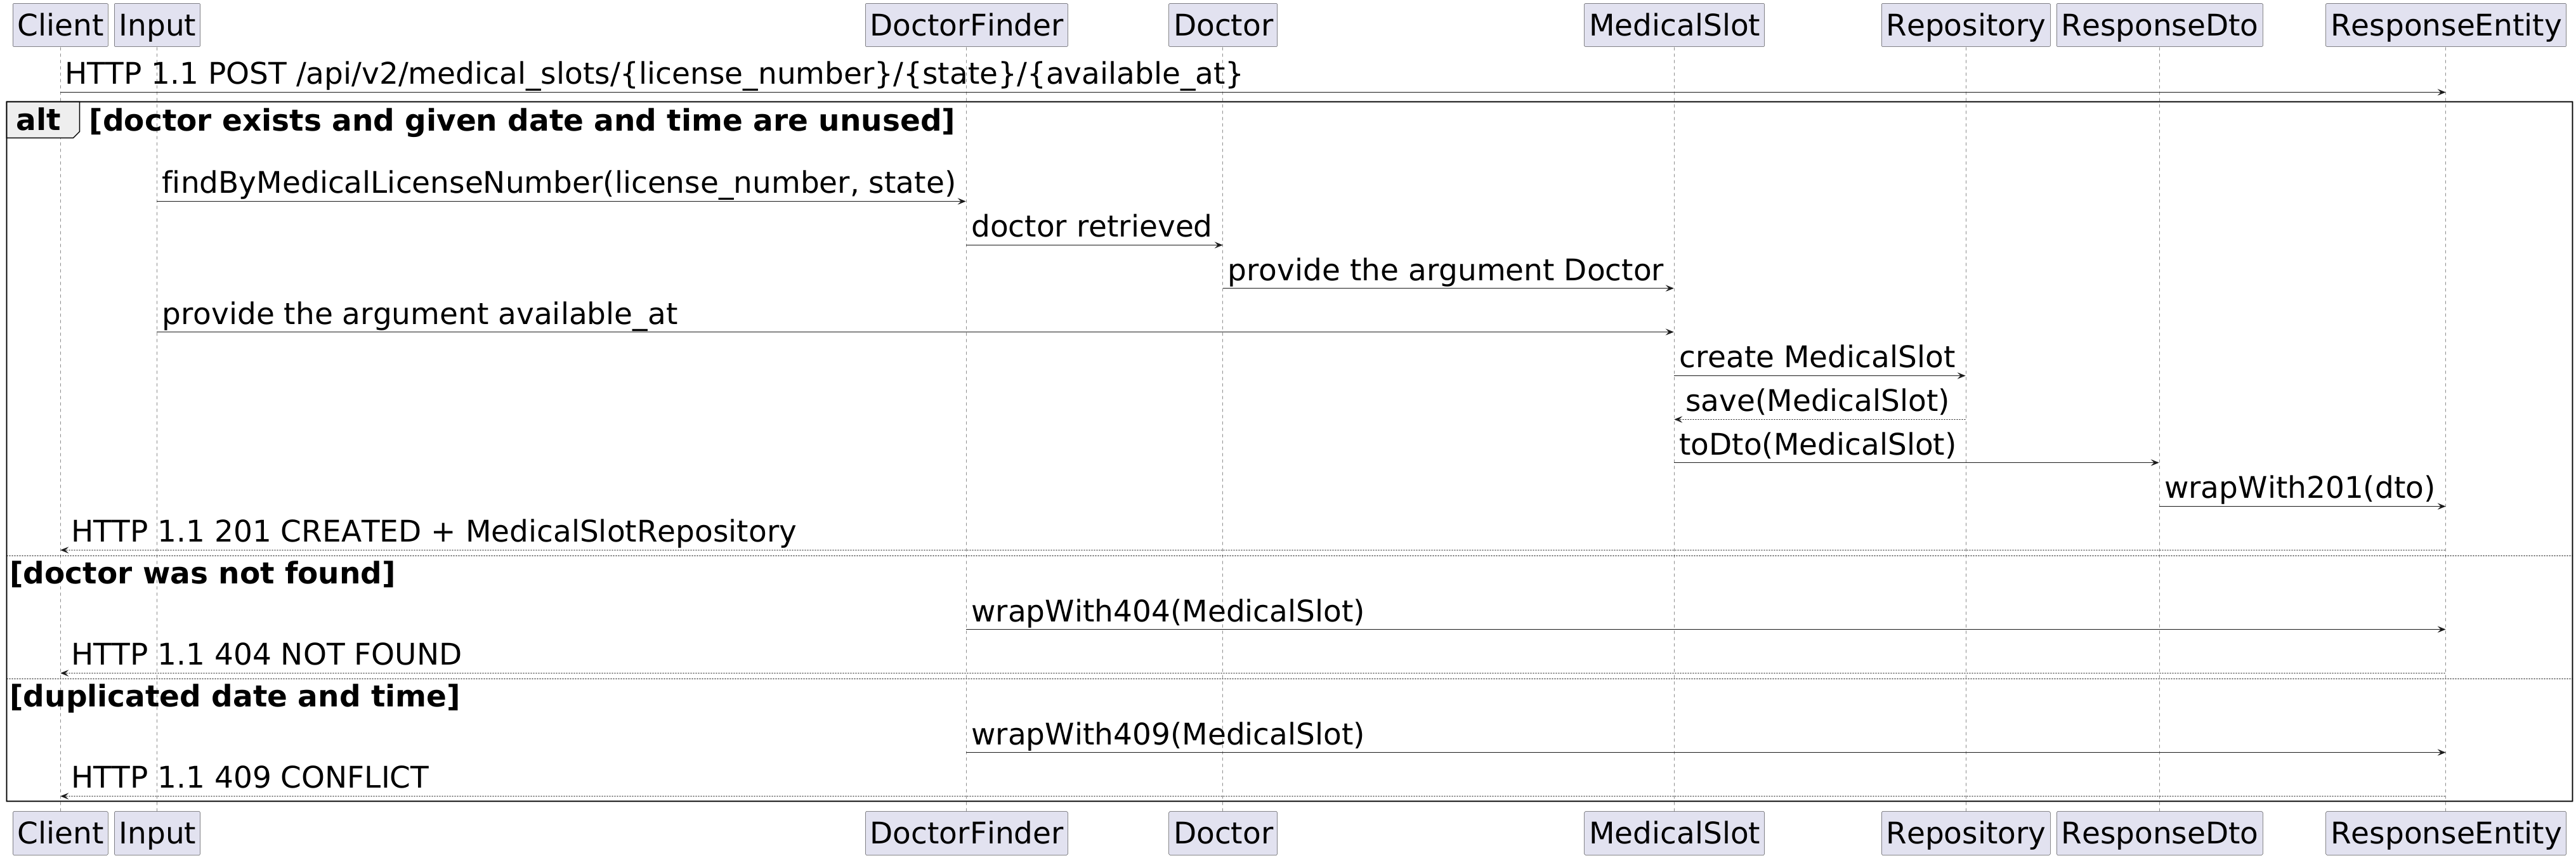 Client Input DoctorFinder Doctor MedicalSlot Repository ResponseDto ResponseEntity
HTTP 1.1 POST /api/v2/medical_slots/{license_number}/{state}/{available_at}
alt [doctor exists and given date and time are unused]
findByMedicalLicenseNumber(license_number, state)
doctor retrieved
provide the argument Doctor
provide the argument available_at
create MedicalSlot
save(MedicalSlot)
toDto(MedicalSlot)
wrapWith201(dto)
HTTP 1.1 201 CREATED + MedicalSlotRepository
[doctor was not found]
wrapWith404(MedicalSlot)
HTTP 1.1 404 NOT FOUND
[duplicated date and time]
wrapWith409(MedicalSlot)
HTTP 1.1 409 CONFLICT
Client Input DoctorFinder Doctor MedicalSlot Repository ResponseDto ResponseEntity